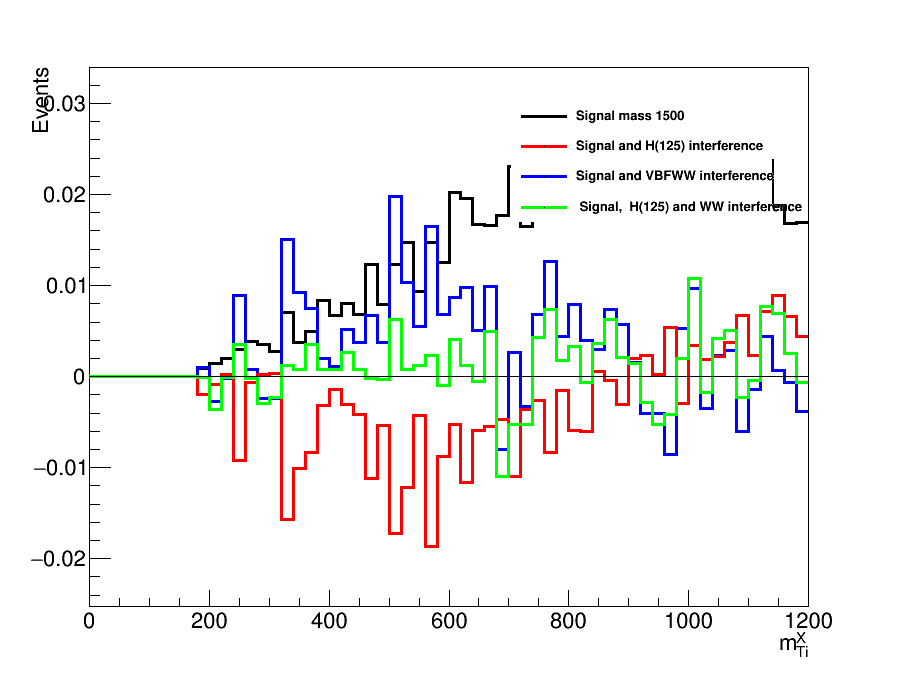 Events
0.03
0.02
0.01
0
−0.01
−0.02
Signal mass 1500
Signal and H(125) interference
Signal and VBFWW interference
Signal, H(125) and WW interference
0 200 400 600 800 1000 1200
m^X_Ti